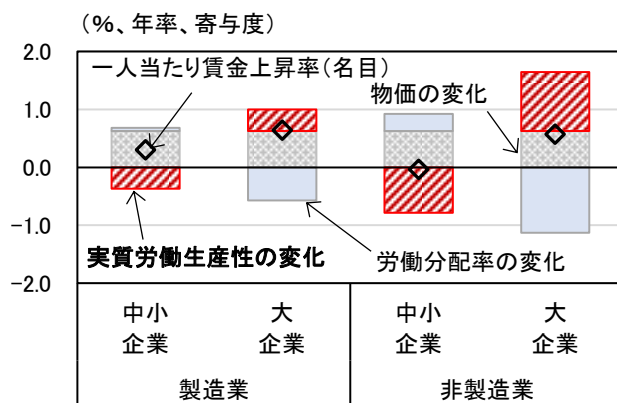 （%、年率、寄与度）
2.0
一人当たり賃金上昇率（名目）
物価の変化
1.0
0.0
−1.0
実質労働生産性の変化
労働分配率の変化
−2.0
中小 大 中小 大
企業 企業 企業 企業
製造業 非製造業